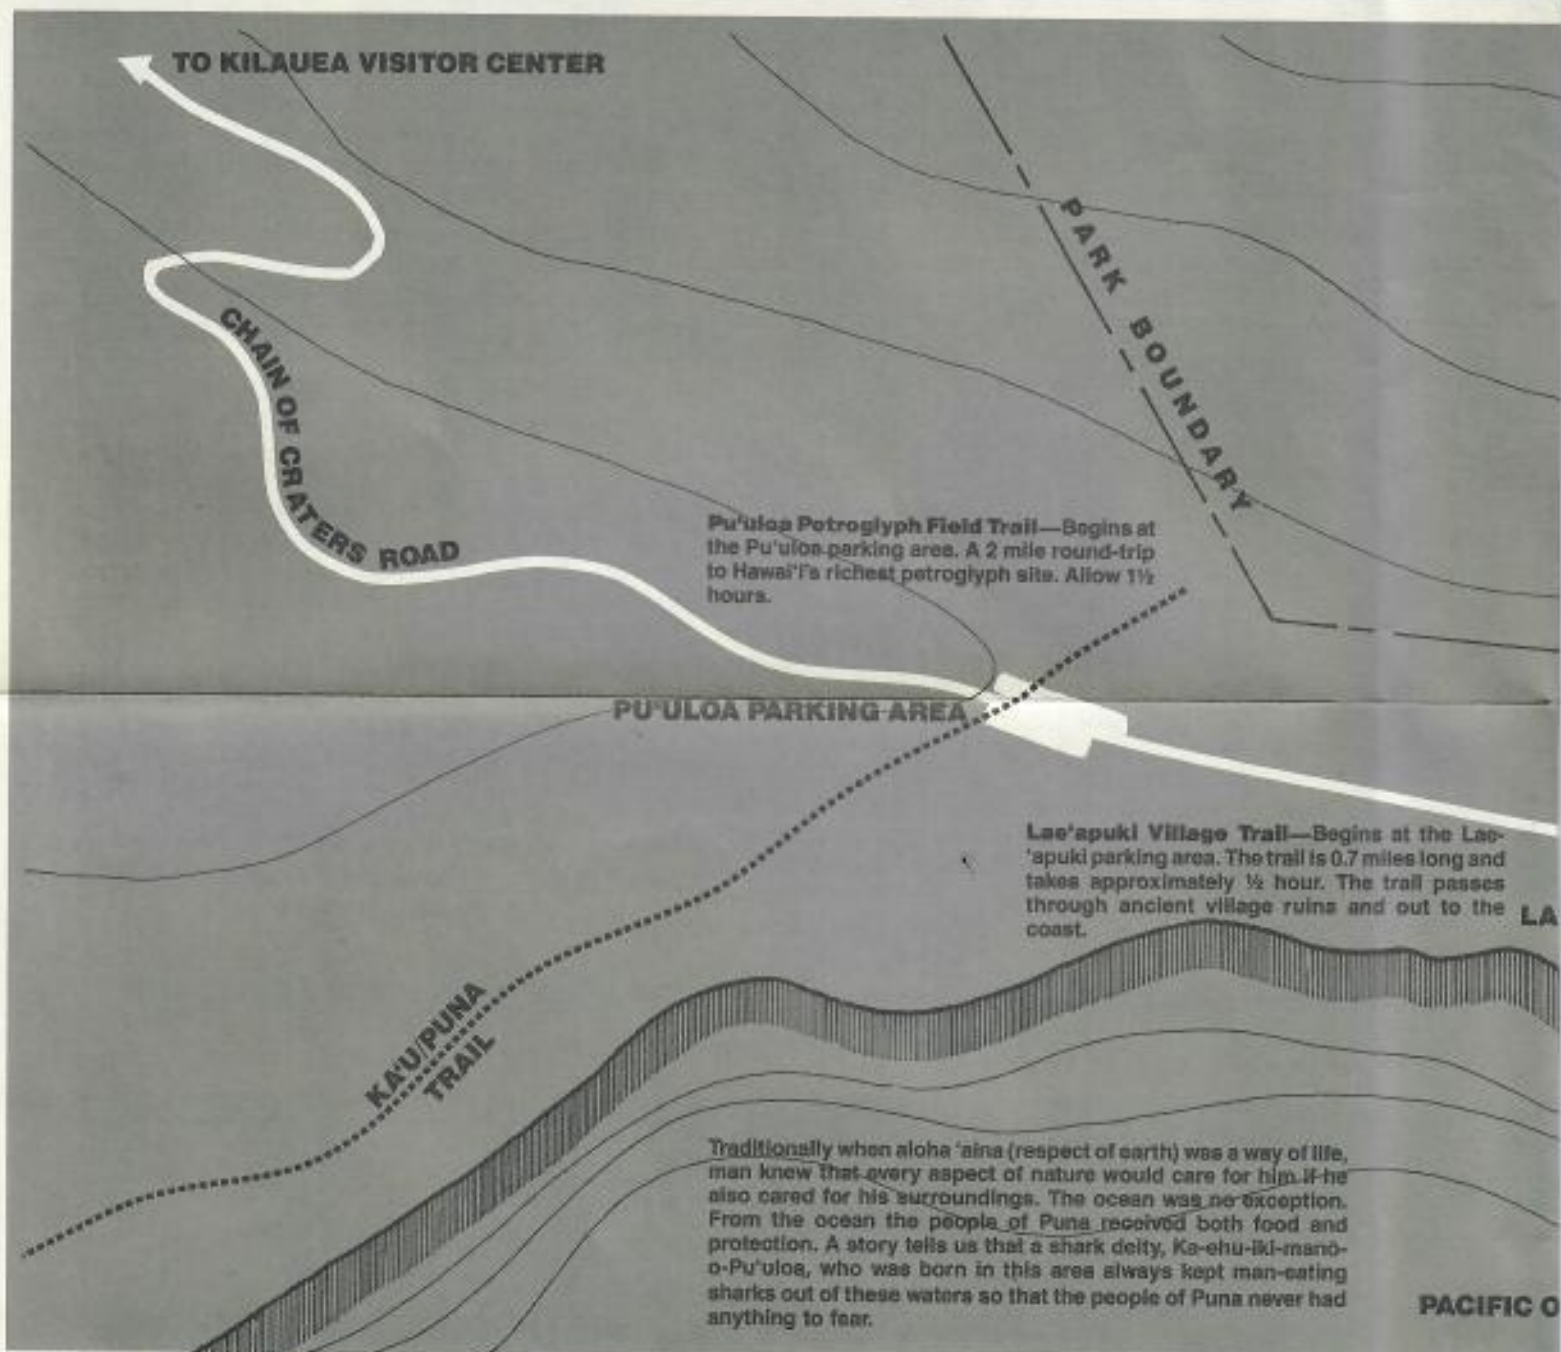 TO KILAUEA VISITOR CENTER
PARK BOUNDARY
CHAIN OF CRATERS ROAD
Pu'uloa Petroglyph Field Trail—Begins at
the Pu'uloa parking area. A 2 mile round-trip
to Hawai'i's richest petroglyph site. Allow 1½
hours.
PU'ULOA PARKING AREA
Lae'apuki Village Trail—Begins at the Lae-
'apuki parking area. The trail is 0.7 miles long and
takes approximately ½ hour. The trail passes
through ancient village ruins and out to the
coast.
LA
KA'U/PUNA
TRAIL
Traditionally when aloha 'aina (respect of earth) was a way of life,
man knew that every aspect of nature would care for him if he
also cared for his surroundings. The ocean was no exception.
From the ocean the people of Puna received both food and
protection. A story tells us that a shark deity, Ka-ehu-iki-manō-
o-Pu'uloa, who was born in this area always kept man-eating
sharks out of these waters so that the people of Puna never had
anything to fear.
PACIFIC O